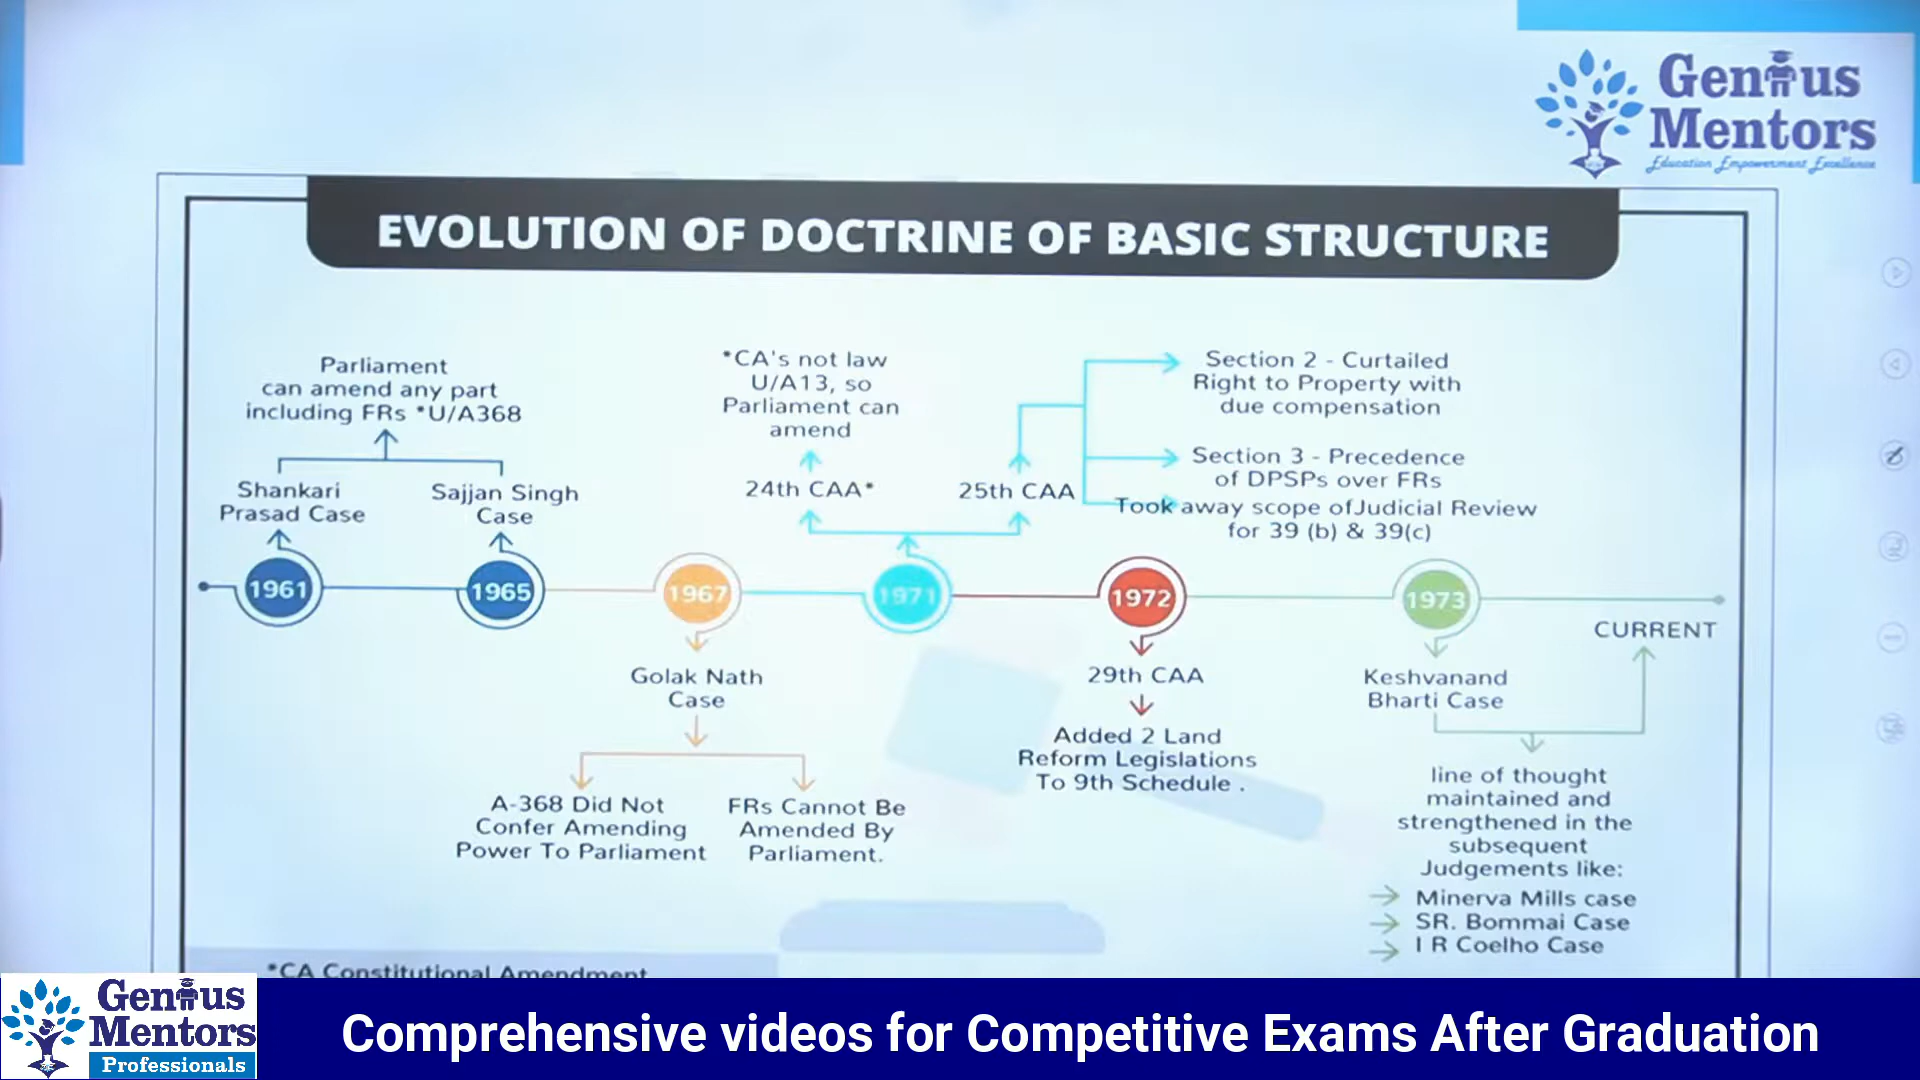 Genius
Mentors
Education Empowerment Excellence
EVOLUTION OF DOCTRINE OF BASIC STRUCTURE
Parliament
can amend any part
including FRs *U/A368
Shankari
Prasad Case
Sajjan Singh
Case
*CA's not law
U/A13, so
Parliament can
amend
24th CAA*
25th CAA
Section 2 - Curtailed
Right to Property with
due compensation
Section 3 - Precedence
of DPSPs over FRs
Took away scope ofJudicial Review
for 39 (b) & 39(c)
1961
1965
1967
1971
1972
1973
CURRENT
Golak Nath
Case
A-368 Did Not
Confer Amending
Power To Parliament
FRs Cannot Be
Amended By
Parliament.
29th CAA
Added 2 Land
Reform Legislations
To 9th Schedule .
Keshvanand
Bharti Case
line of thought
maintained and
strengthened in the
subsequent
Judgements like:
Minerva Mills case
SR. Bommai Case
I R Coelho Case
*CA Constitutional Amendment
Genius
Mentors
Professionals
Comprehensive videos for Competitive Exams After Graduation